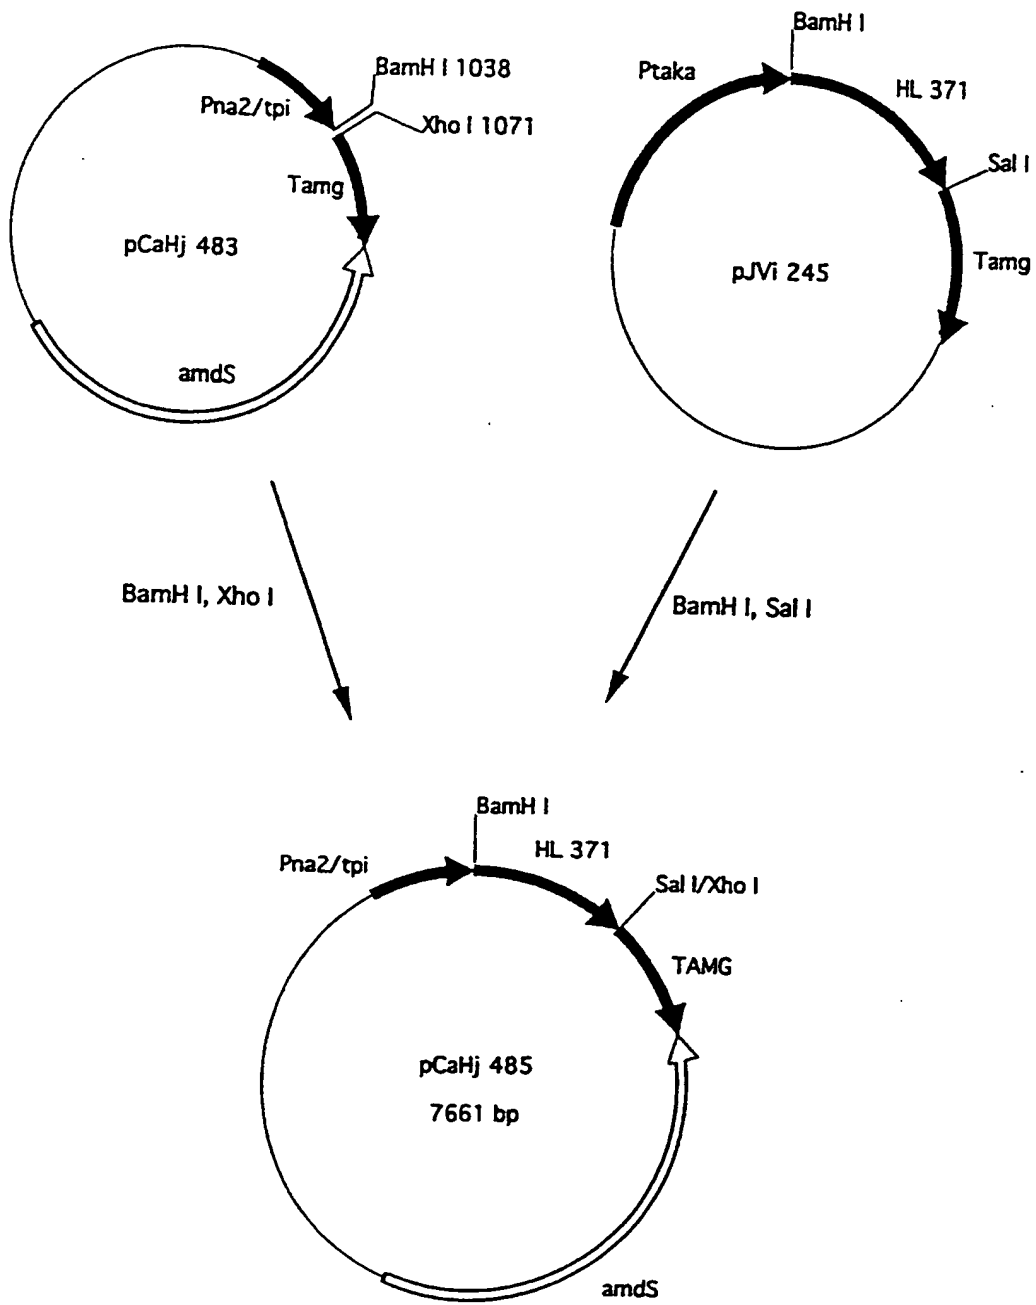 BamH I 1038
Pna2/tpi
Xho I 1071
Tamg
pCaHj 483
amdS
BamH I
Ptaka
HL 371
Sal I
Tamg
pJVi 245
BamH I, Xho I
BamH I, Sal I
BamH I
HL 371
Pna2/tpi
Sal I/Xho I
TAMG
pCaHj 485
7661 bp
amdS